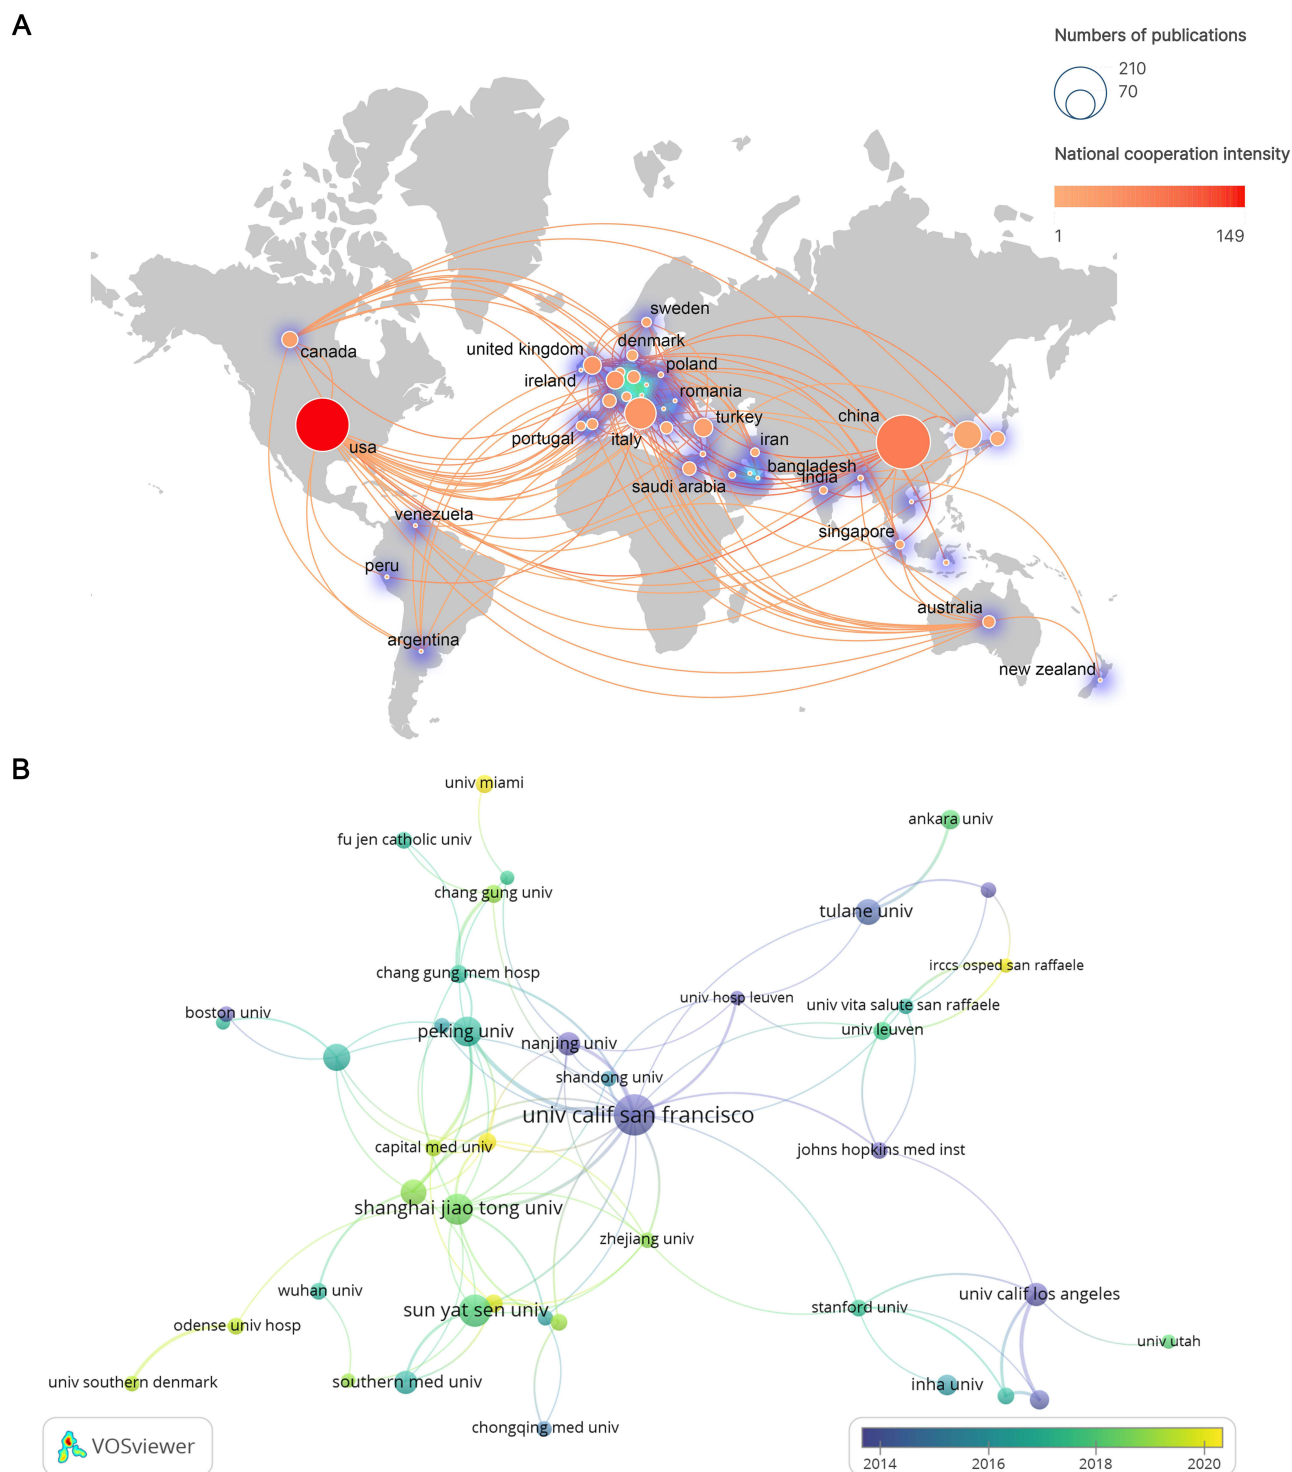 A
Numbers of publications
210
70
National cooperation intensity
1 149
sweden
denmark
united kingdom
canada
poland
ireland
romania
china
turkey
portugal
italy
iran
usa
bangladesh
india
saudi arabia
venezuela
singapore
peru
australia
argentina
new zealand
B
univ miami
ankara univ
fu jen catholic univ
chang gung univ
tulane univ
irccs osped san raffaele
chang gung mem hosp
univ hosp leuven
univ vita salute san raffaele
boston univ
univ leuven
peking univ
nanjing univ
shandong univ
univ calif san francisco
capital med univ
johns hopkins med inst
shanghai jiao tong univ
zhejiang univ
wuhan univ
univ calif los angeles
sun yat sen univ
stanford univ
odense univ hosp
univ utah
univ southern denmark
southern med univ
inha univ
chongqing med univ
VOSviewer
2014 2016 2018 2020